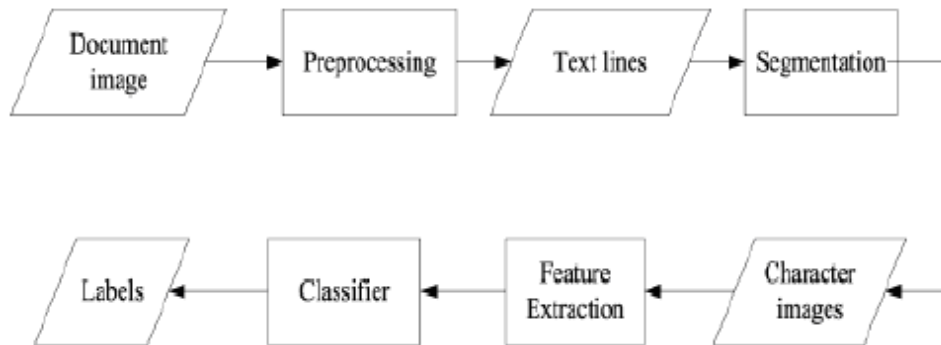 Document
image
Preprocessing
Text lines
Segmentation
Labels
Classifier
Feature
Extraction
Character
images